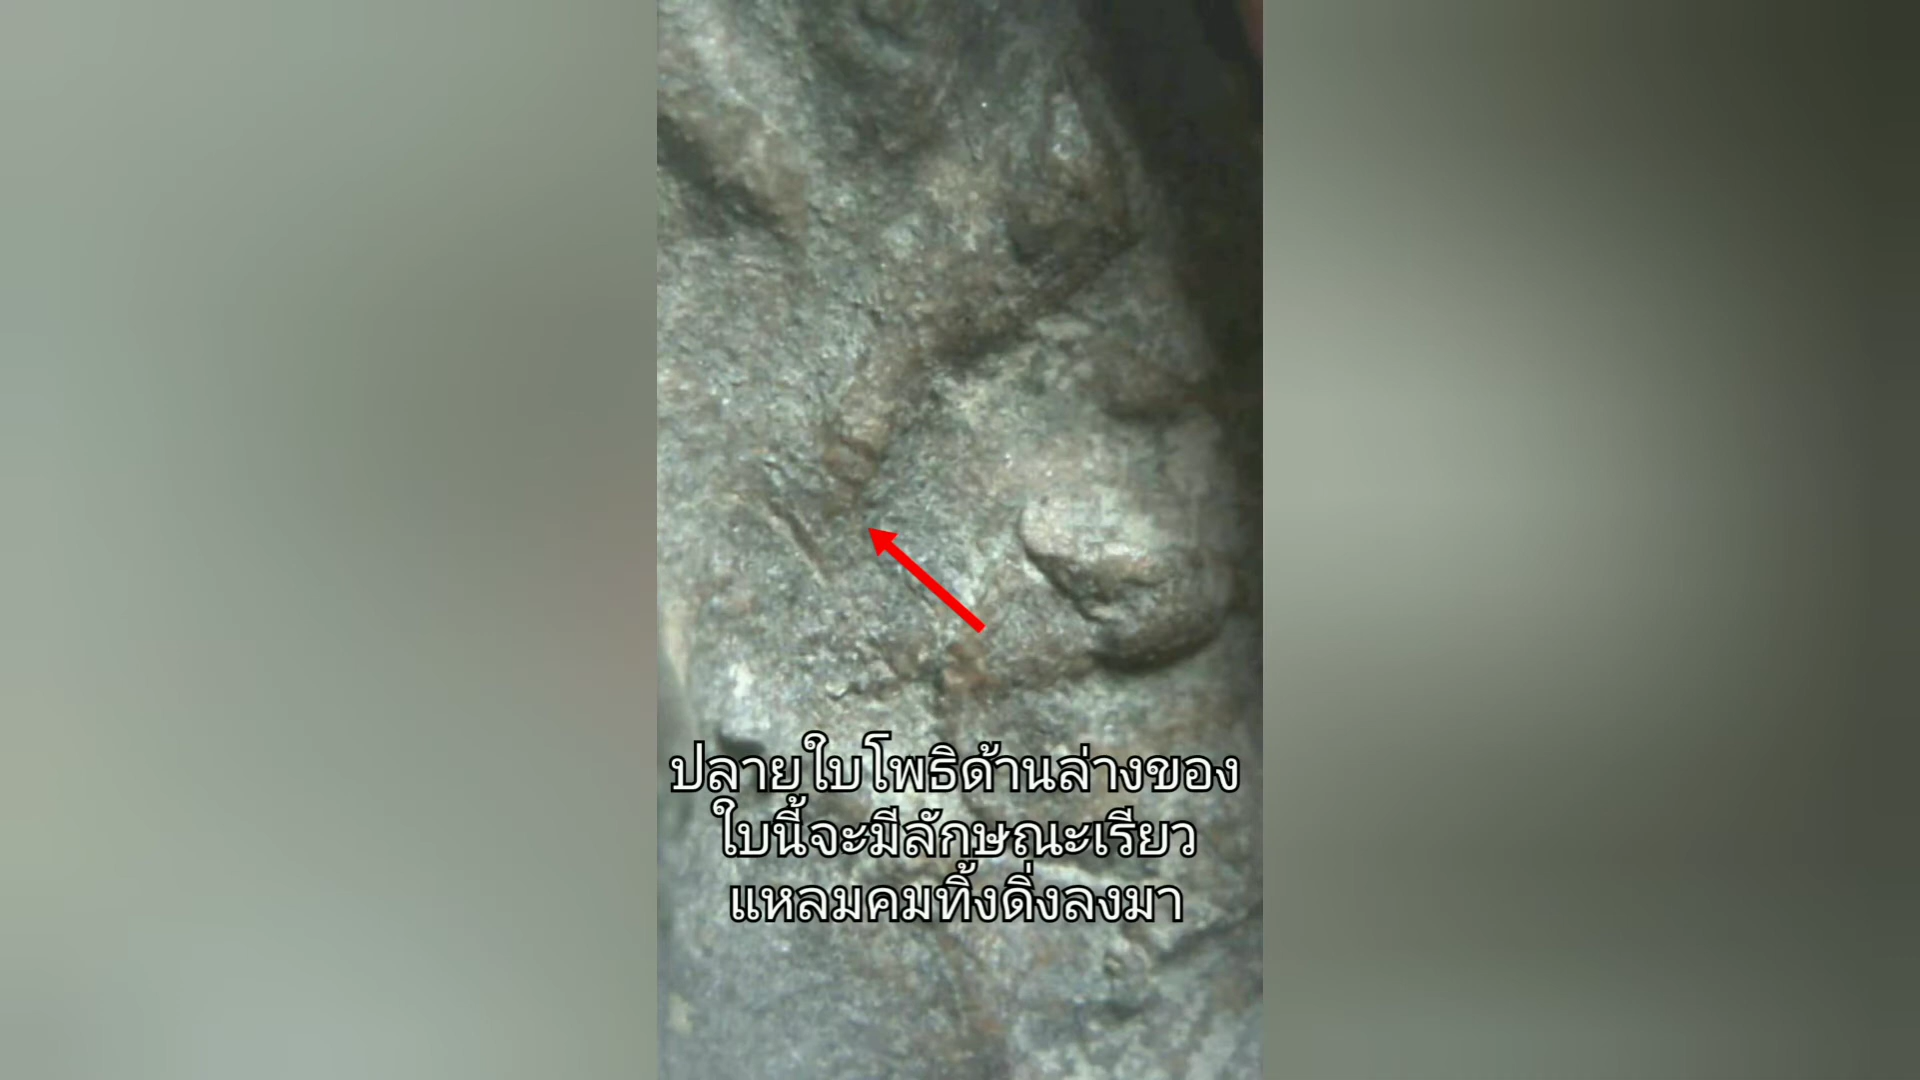 ปลายใบโพธิด้านล่างของ
ใบนี้จะมีลักษณะเรียว
แหลมคมทิ้งดิ่งลงมา